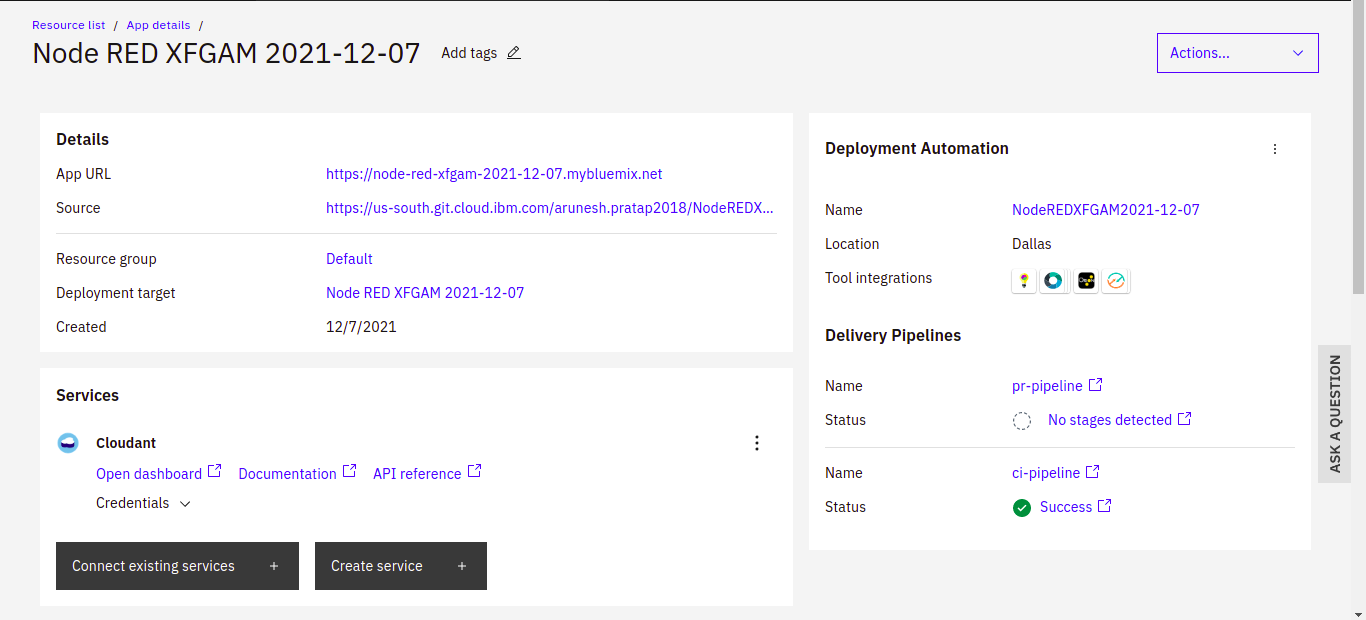 Resource list / App details /
Node RED XFGAM 2021-12-07 Add tags
Actions...
Details
App URL https://node-red-xfgam-2021-12-07.mybluemix.net
Source https://us-south.git.cloud.ibm.com/arunesh.pratap2018/NodeREDX...
Resource group Default
Deployment target Node RED XFGAM 2021-12-07
Created 12/7/2021
Services
Cloudant
Open dashboard Documentation API reference
Credentials
Connect existing services +
Create service +
Deployment Automation
Name NodeREDXFGAM2021-12-07
Location Dallas
Tool integrations
Delivery Pipelines
Name pr-pipeline
Status No stages detected
Name ci-pipeline
Status Success
ASK A QUESTION